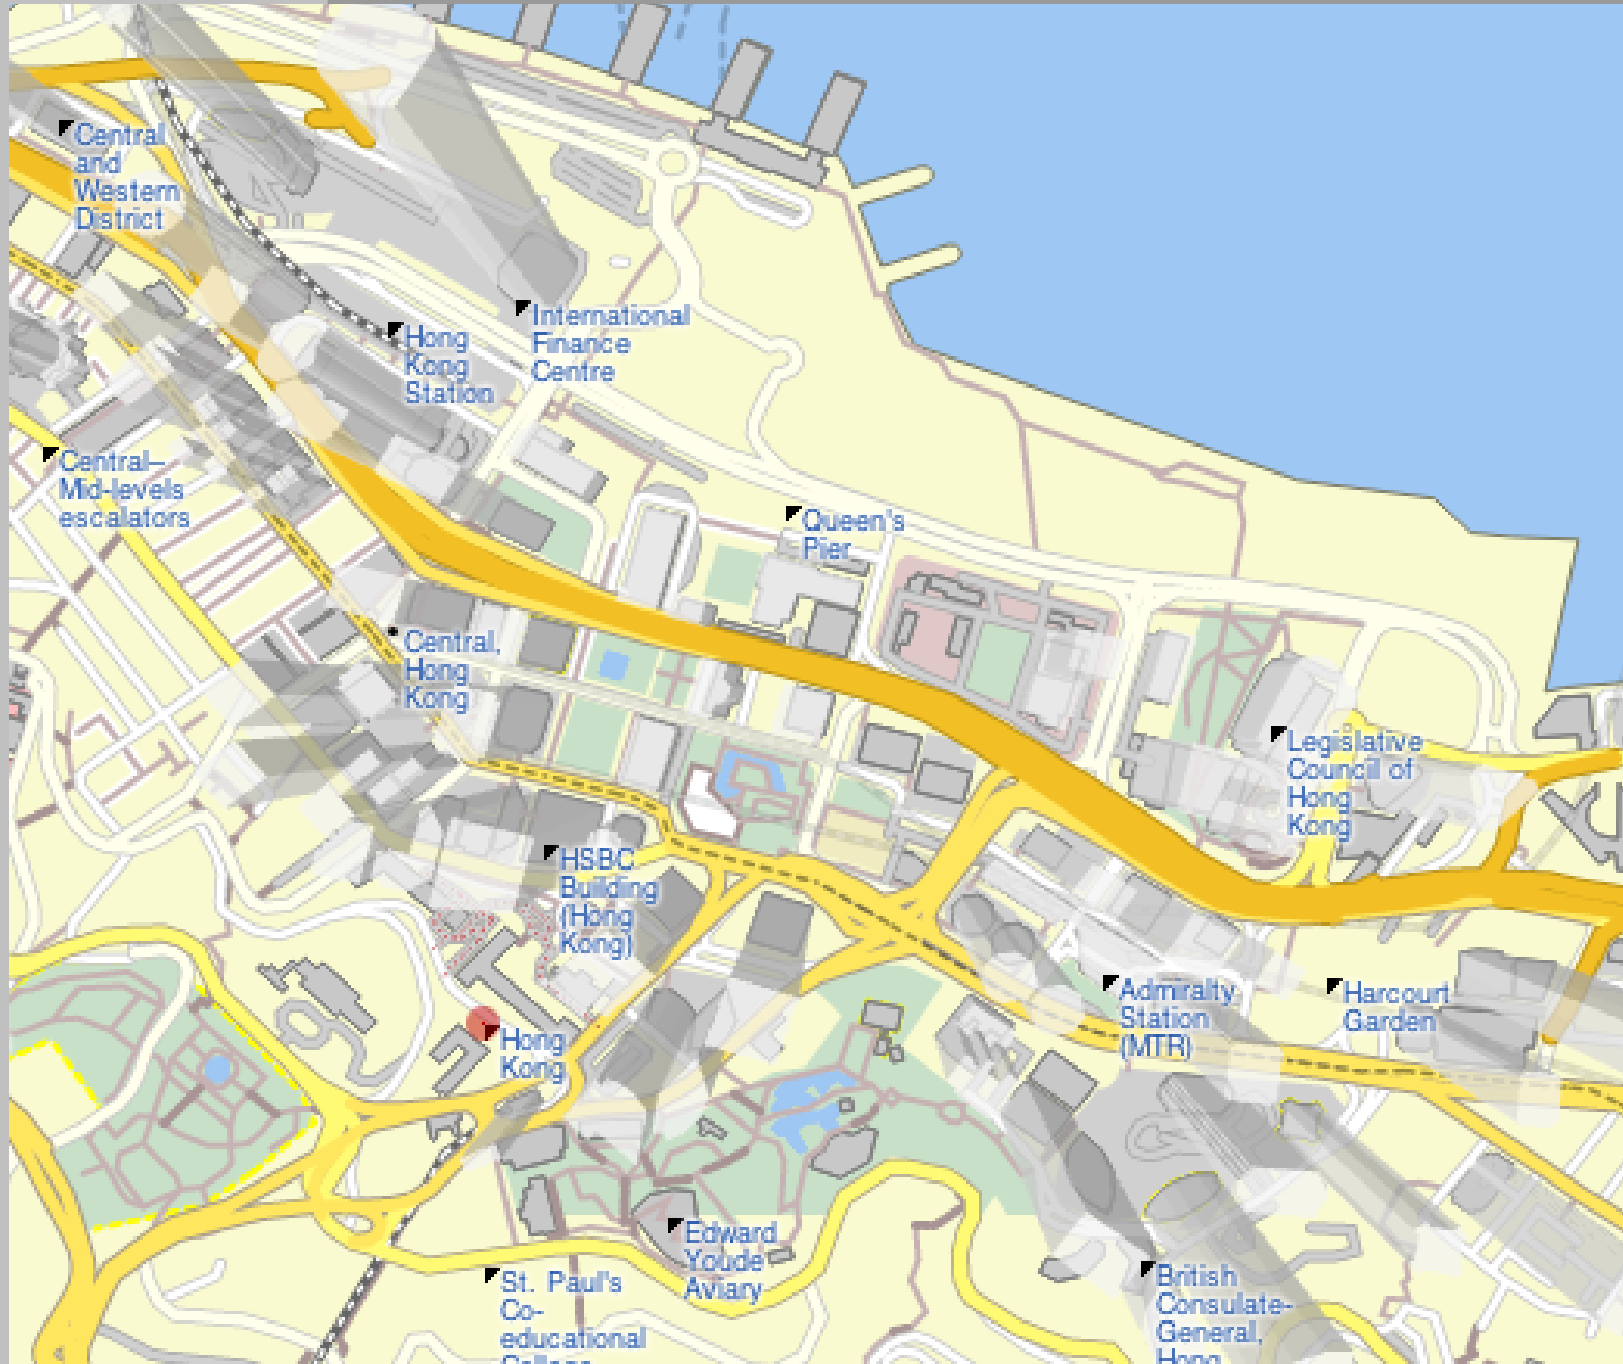 Central
and
Western
District
International
Finance
Centre
Hong
Kong
Station
Central–
Mid-levels
escalators
Queen's
Pier
Central,
Hong
Kong
Legislative
Council of
Hong
Kong
HSBC
Building
(Hong
Kong)
Admiralty
Station
(MTR)
Harcourt
Garden
Hong
Kong
Edward
Youde
Aviary
St. Paul's
Co-
educational
College
British
Consulate-
General,
Hong